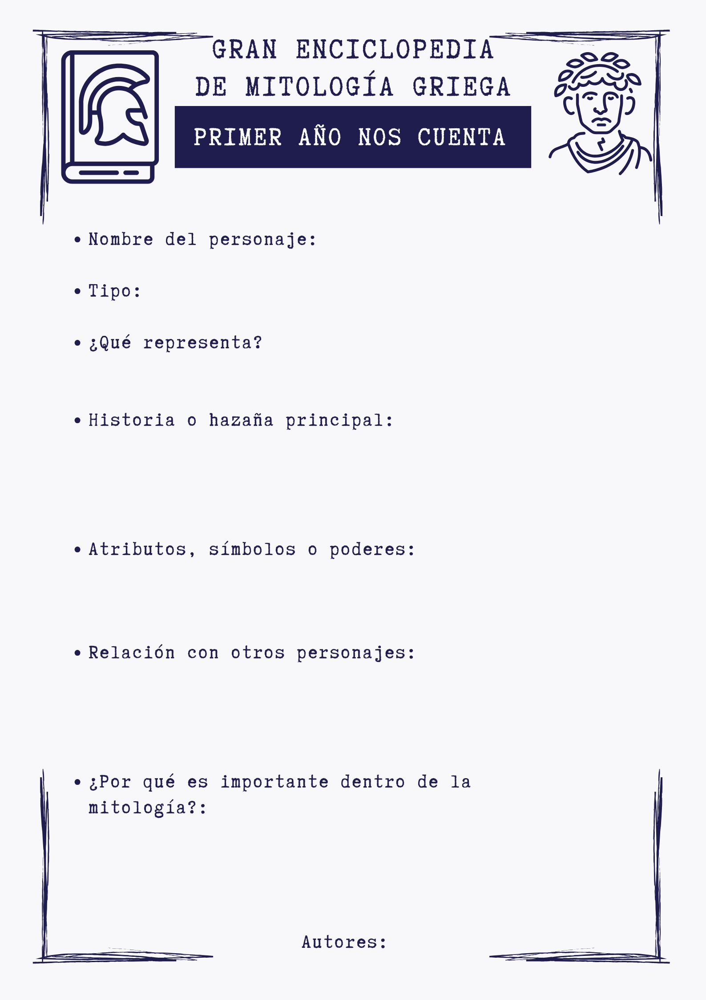 GRAN ENCICLOPEDIA
DE MITOLOGÍA GRIEGA
PRIMER AÑO NOS CUENTA
• Nombre del personaje:
• Tipo:
• ¿Qué representa?
• Historia o hazaña principal:
• Atributos, símbolos o poderes:
• Relación con otros personajes:
• ¿Por qué es importante dentro de la
mitología?:
Autores: